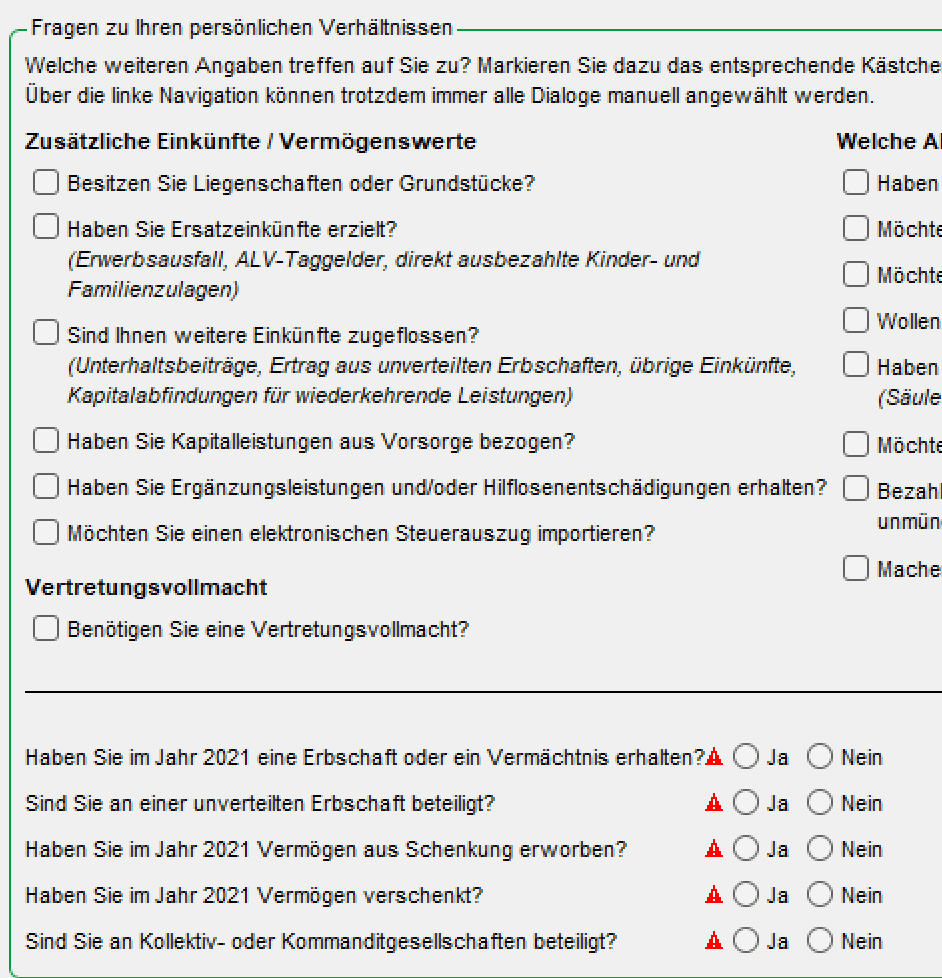 Fragen zu Ihren persönlichen Verhältnissen
Welche weiteren Angaben treffen auf Sie zu? Markieren Sie dazu das entsprechende Kästche
Über die linke Navigation können trotzdem immer alle Dialoge manuell angewählt werden.
Zusätzliche Einkünfte / Vermögenswerte
Besitzen Sie Liegenschaften oder Grundstücke?
Haben Sie Ersatzeinkünfte erzielt?
(Erwerbsausfall, ALV-Taggelder, direkt ausbezahlte Kinder- und
Familienzulagen)
Sind Ihnen weitere Einkünfte zugeflossen?
(Unterhaltsbeiträge, Ertrag aus unverteilten Erbschaften, übrige Einkünfte,
Kapitalabfindungen für wiederkehrende Leistungen)
Haben Sie Kapitalleistungen aus Vorsorge bezogen?
Haben Sie Ergänzungsleistungen und/oder Hilflosenentschädigungen erhalten?
Möchten Sie einen elektronischen Steuerauszug importieren?
Vertretungsvollmacht
Benötigen Sie eine Vertretungsvollmacht?
Welche A
Haben
Möchte
Möchte
Wollen
Haben
(Säule
Möchte
Bezahl
unmün
Mache
Haben Sie im Jahr 2021 eine Erbschaft oder ein Vermächtnis erhalten? Ja Nein
Sind Sie an einer unverteilten Erbschaft beteiligt? Ja Nein
Haben Sie im Jahr 2021 Vermögen aus Schenkung erworben? Ja Nein
Haben Sie im Jahr 2021 Vermögen verschenkt? Ja Nein
Sind Sie an Kollektiv- oder Kommanditgesellschaften beteiligt? Ja Nein